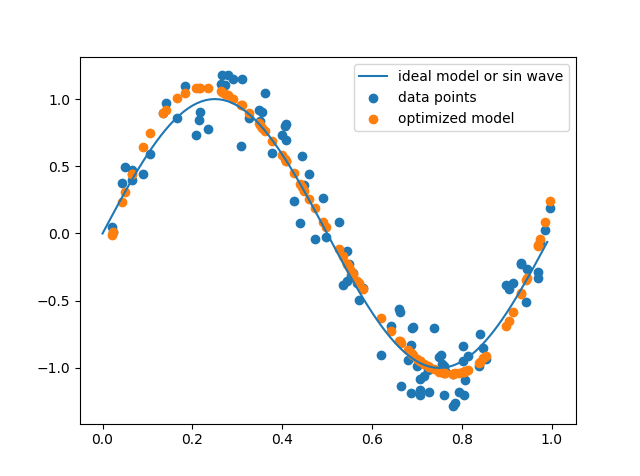 ideal model or sin wave
data points
optimized model
1.0
0.5
0.0
−0.5
−1.0
0.0 0.2 0.4 0.6 0.8 1.0